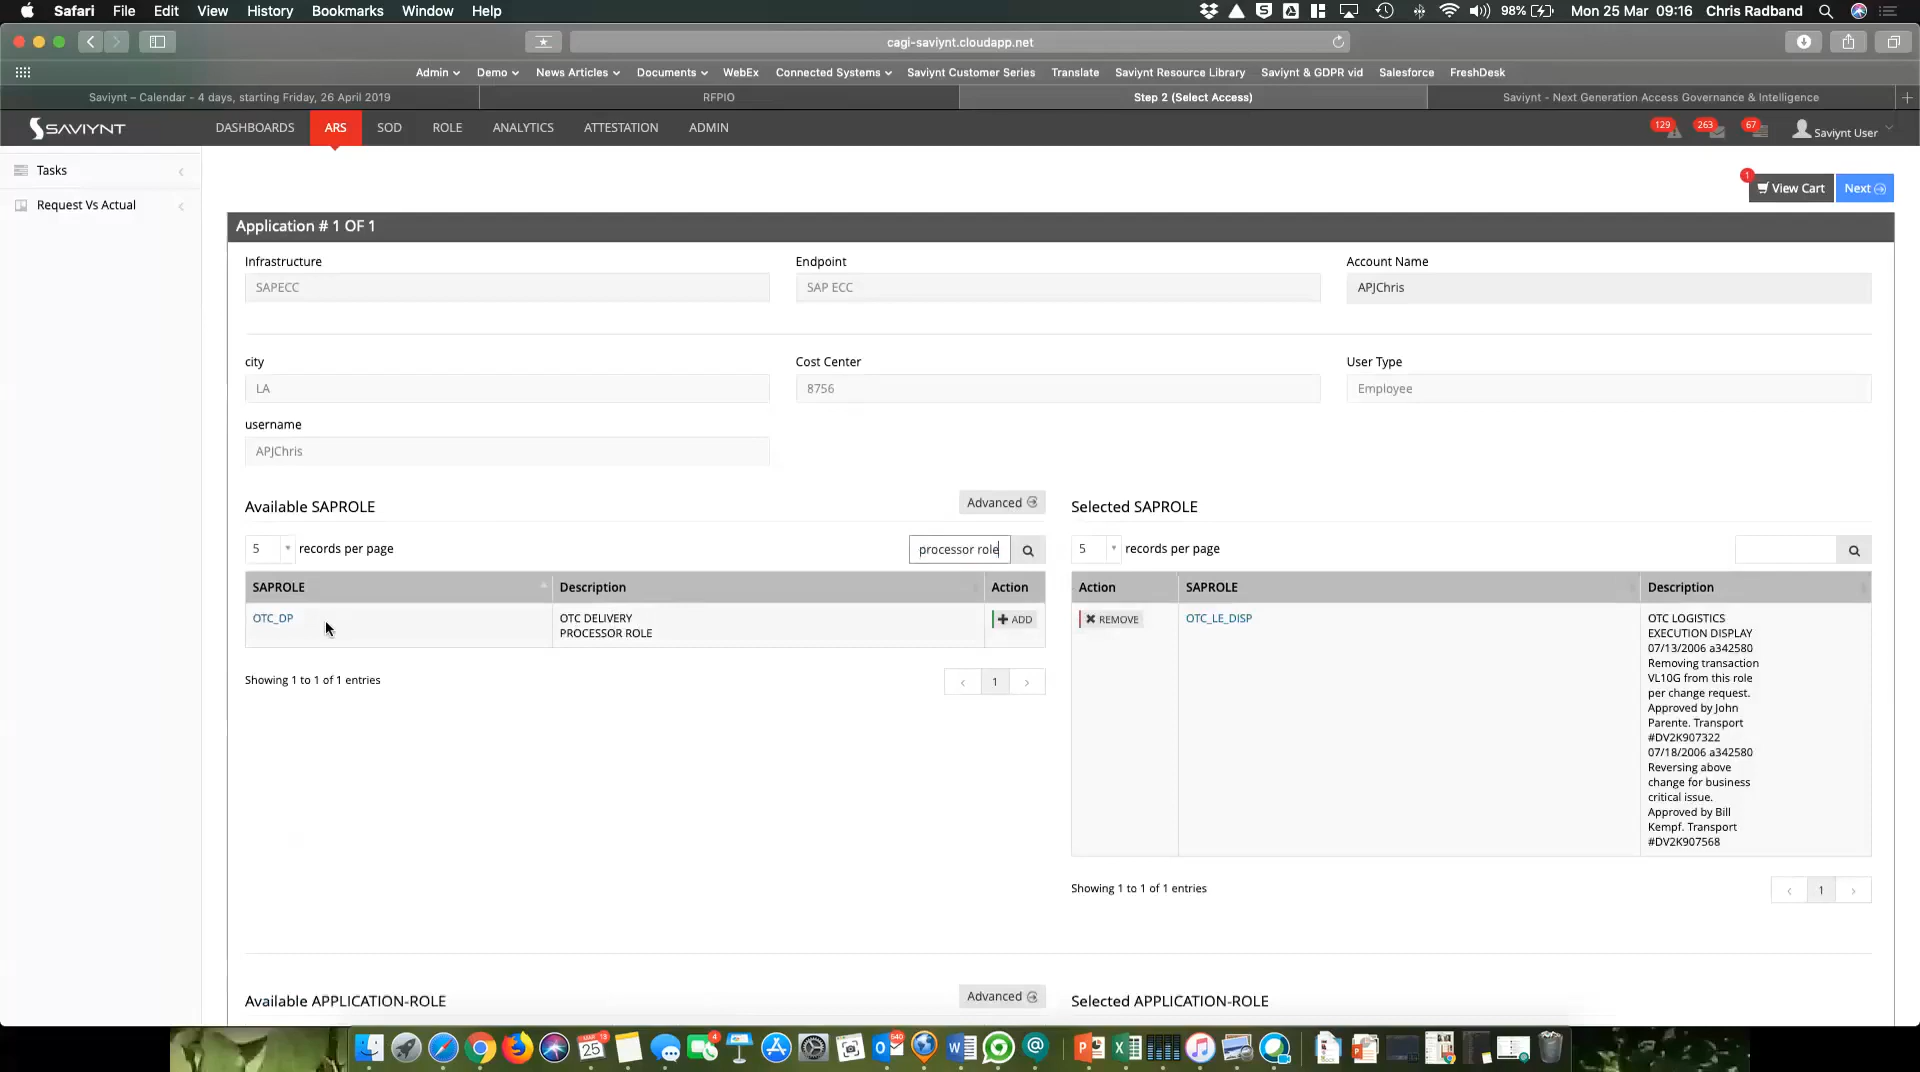 Safari File Edit View History Bookmarks Window Help
98% Mon 25 Mar 09:16 Chris Radband
cagi-saviynt.cloudapp.net
Admin Demo News Articles Documents WebEx Connected Systems Saviynt Customer Series Translate Saviynt Resource Library Saviynt & GDPR vid Salesforce FreshDesk
Saviynt – Calendar - 4 days, starting Friday, 26 April 2019
RFPIO
Step 2 (Select Access)
Saviynt - Next Generation Access Governance & Intelligence
SAVIYNT
DASHBOARDS ARS SOD ROLE ANALYTICS ATTESTATION ADMIN
129 263 67 Saviynt User
Tasks
Request Vs Actual
1
View Cart
Next
Application # 1 OF 1
Infrastructure
SAPECC
Endpoint
SAP ECC
Account Name
APJChris
city
LA
Cost Center
8756
User Type
Employee
username
APJChris
Available SAPROLE
Advanced
5 records per page
processor role
SAPROLE Description Action
OTC_DP
OTC DELIVERY
PROCESSOR ROLE
ADD
Showing 1 to 1 of 1 entries
‹ 1 ›
Selected SAPROLE
5 records per page
Action SAPROLE Description
REMOVE
OTC_LE_DISP
OTC LOGISTICS
EXECUTION DISPLAY
07/13/2006 a342580
Removing transaction
VL10G from this role
per change request.
Approved by John
Parente. Transport
#DV2K907322
07/18/2006 a342580
Reversing above
change for business
critical issue.
Approved by Bill
Kempf. Transport
#DV2K907568
Showing 1 to 1 of 1 entries
‹ 1 ›
Available APPLICATION-ROLE
Advanced
Selected APPLICATION-ROLE